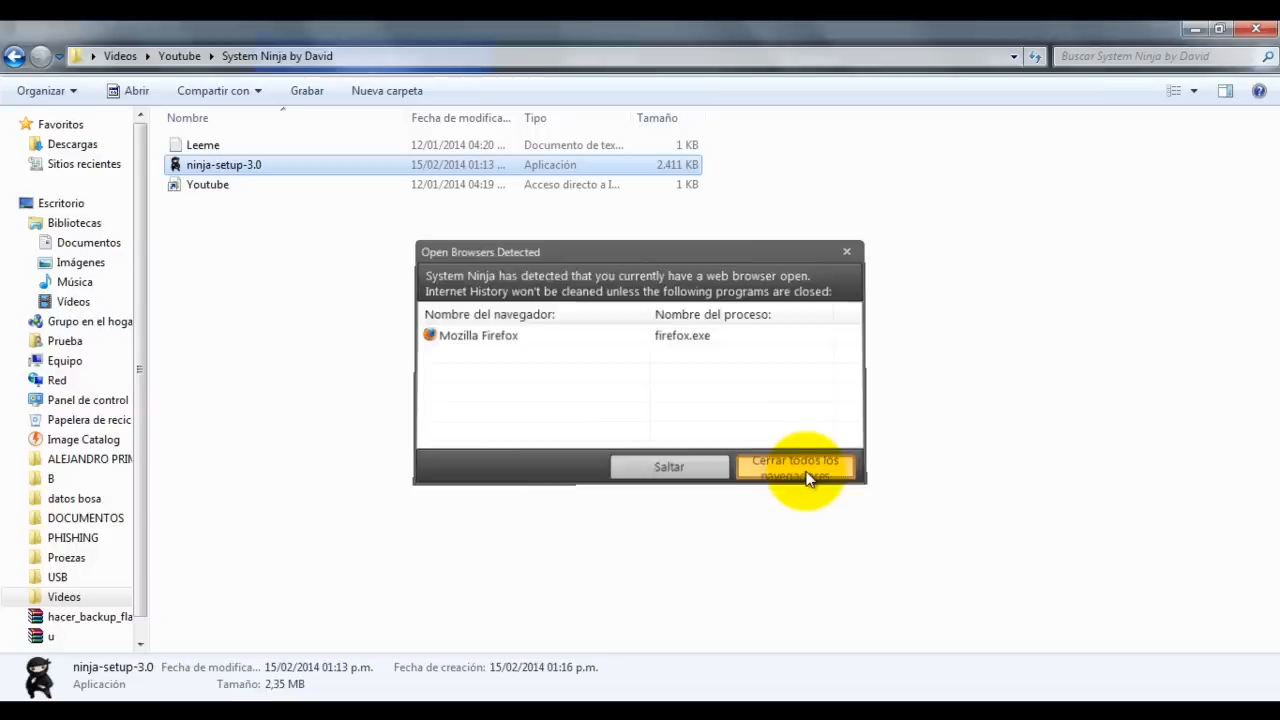 Videos Youtube System Ninja by David
Buscar System Ninja by David
Organizar Abrir Compartir con Grabar Nueva carpeta
Nombre Fecha de modifica... Tipo Tamaño
Leeme 12/01/2014 04:20 ... Documento de tex... 1 KB
ninja-setup-3.0 15/02/2014 01:13 ... Aplicación 2.411 KB
Youtube 12/01/2014 04:19 ... Acceso directo a I... 1 KB
Favoritos
Descargas
Sitios recientes
Escritorio
Bibliotecas
Documentos
Imágenes
Música
Vídeos
Grupo en el hoga
Prueba
Equipo
Red
Panel de control
Papelera de recic
Image Catalog
ALEJANDRO PRIM
B
datos bosa
DOCUMENTOS
PHISHING
Proezas
USB
Videos
hacer_backup_fla
u
Open Browsers Detected
System Ninja has detected that you currently have a web browser open.
Internet History won't be cleaned unless the following programs are closed:
Nombre del navegador: Nombre del proceso:
Mozilla Firefox firefox.exe
Saltar
Cerrar todos los
navegadores
ninja-setup-3.0 Fecha de modifica... 15/02/2014 01:13 p.m. Fecha de creación: 15/02/2014 01:16 p.m.
Aplicación Tamaño: 2,35 MB